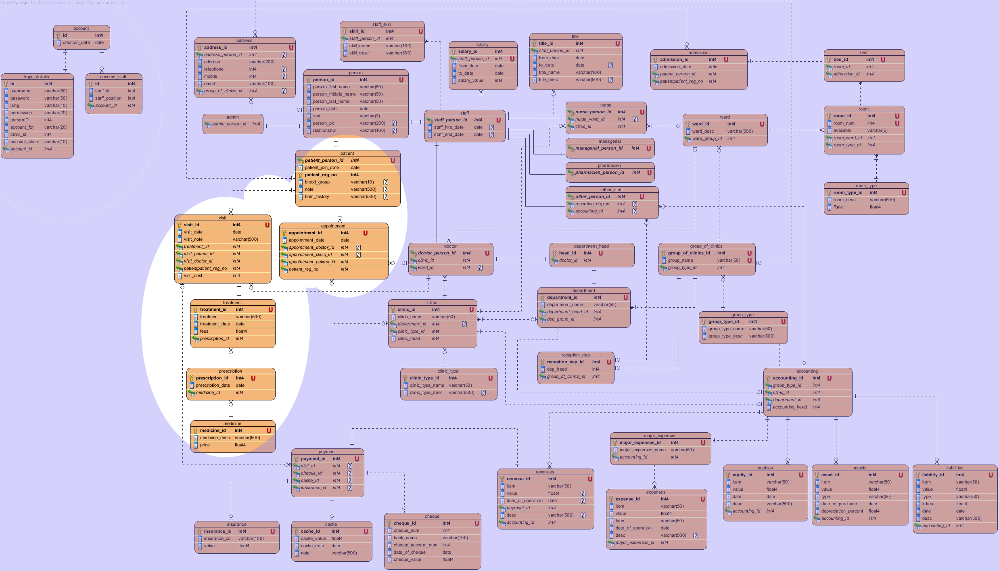 Visual Paradigm for UML Community Edition [not for commercial use]
account
id int4
creation_date date
login_details
id int4
username varchar(50)
password varchar(50)
lang varchar(10)
permission varchar(20)
personID int4
account_for varchar(20)
clinic_id int4
account_state varchar(10)
account_id int4
account_staff
id int4
staff_id int4
staff_position int4
account_id int4
address
address_id int4 U
address_person_id int4 N
address varchar(200)
telephone int4 N
mobile int4 N
email varchar(100)
group_of_clinics_id int4 N
admin
admin_person_id int4
staff_skill
skill_id int4 U
staff_person_id int4
skill_name varchar(100)
skill_desc varchar(500)
person
person_id int4 U
person_first_name varchar(50)
person_middle_name varchar(50)
person_last_name varchar(50)
person_dob date
sex varchar(3)
person_pic varchar(200) N
relationship varchar(100) N
salary
salary_id int4
staff_person_id int4 U
from_date date
to_date date
salary_value int4
title
title_id int4 U
staff_person_id int4
from_date date
to_date date N
title_name varchar(100)
title_desc varchar(500) N
admission
admission_id int4 U
admission_date date
patient_person_id int4
patientpatient_reg_no int4
bed
bed_id int4 U
room_id int4
admission_id int4
staff
staff_person_id int4 U
staff_hire_date date N
staff_end_date date N
nurse
nurse_person_id int4 U
nurse_ward_id int4 N
clinic_id int4
ward
ward_id int4 U
ward_desc varchar(500)
ward_group_id int4
room
room_id int4 U
room_num int4 U
available varchar(5)
room_ward_id int4
room_type_id int4
managerial
managerial_person_id int4 U
pharmacien
pharmacien_person_id int4 U
other_staff
other_person_id int4 U
reception_dep_id int4 N
accounting_id int4 N
room_type
room_type_id int4 U
room_desc varchar(500)
Rate float4
patient
patient_person_id int4 U
patient_join_date date
patient_reg_no int4
blood_group varchar(10) N
note varchar(500) N
brief_history varchar(500) N
visit
visit_id int4 U
visit_date date
visit_note varchar(500)
treatment_id int4
visit_patient_id int4
visit_doctor_id int4
patientpatient_reg_no int4
visit_cost int4
appointment
appointment_id int4 U
appointment_date date
appointment_doctor_id int4 N
appointment_clinic_id int4 N
appointment_patient_id int4
patient_reg_no int4
doctor
doctor_person_id int4 U
clinic_id int4
ward_id int4 N
department_head
head_id int4 U
doctor_id int4
group_of_clinics
group_of_clinics_id int4 U
group_name varchar(50) U
group_type_id int4
treatment
treatment_id int4 U
treatment varchar(500)
treatment_date date
fees float4
prescription_id int4
clinic
clinic_id int4 U
clinic_name varchar(50)
department_id int4 N
clinic_type_id int4
clinic_head int4
department
department_id int4 U
department_name varchar(50)
department_head_id int4
dep_group_id int4
group_type
group_type_id int4 U
group_type_name varchar(50)
group_type_desc varchar(500)
prescription
prescription_id int4 U
prescription_date date
medicine_id int4
clinic_type
clinic_type_id int4 U
clinic_type_name varchar(50)
clinic_type_desc varchar(500) N
reception_dep
reception_dep_id int4 U
dep_head int4
group_of_clinics_id int4
accounting
accounting_id int4 U
group_type_id int4
clinic_id int4
department_id int4
accounting_head int4
medicine
medicine_id int4 U
medicine_desc varchar(500)
price float4
payment
payment_id int4 U
visit_id int4 N
cheque_id int4 N
cache_id int4 N
insurance_id int4 N
major_expenses
major_expenses_id int4 U
major_expenses_name varchar(50)
accounting_id int4
revenues
revenue_id int4 U
item varchar(50)
value float4 N
date_of_operation date N
payment_id int4
desc varchar(500) N
accounting_id int4
expenses
expense_id int4 U
item varchar(50)
vlaue float4
type varchar(50)
date_of_operation date
desc varchar(500) N
major_expenses_id int4
equities
equity_id int4 U
item varchar(50)
value float4
date date
desc varchar(500)
accounting_id int4
assets
asset_id int4 U
item varchar(50)
value float4
type varchar(50)
date_of_purchase date
depreciation_percent float4
accounting_id int4
liabilities
liability_id int4 U
item varchar(50)
value float4
type varchar(50)
intrest float4
date date
desc varchar(500)
accounting_id int4
insurance
insurance_id int4 U
insurance_co varchar(100)
value float4
cache
cache_id int4 U
cache_value float4
cache_date date
note varchar(500)
cheque
cheque_id int4 U
cheque_num int4
bank_name varchar(100)
cheque_account_num int4
date_of_cheque date
cheque_value float4